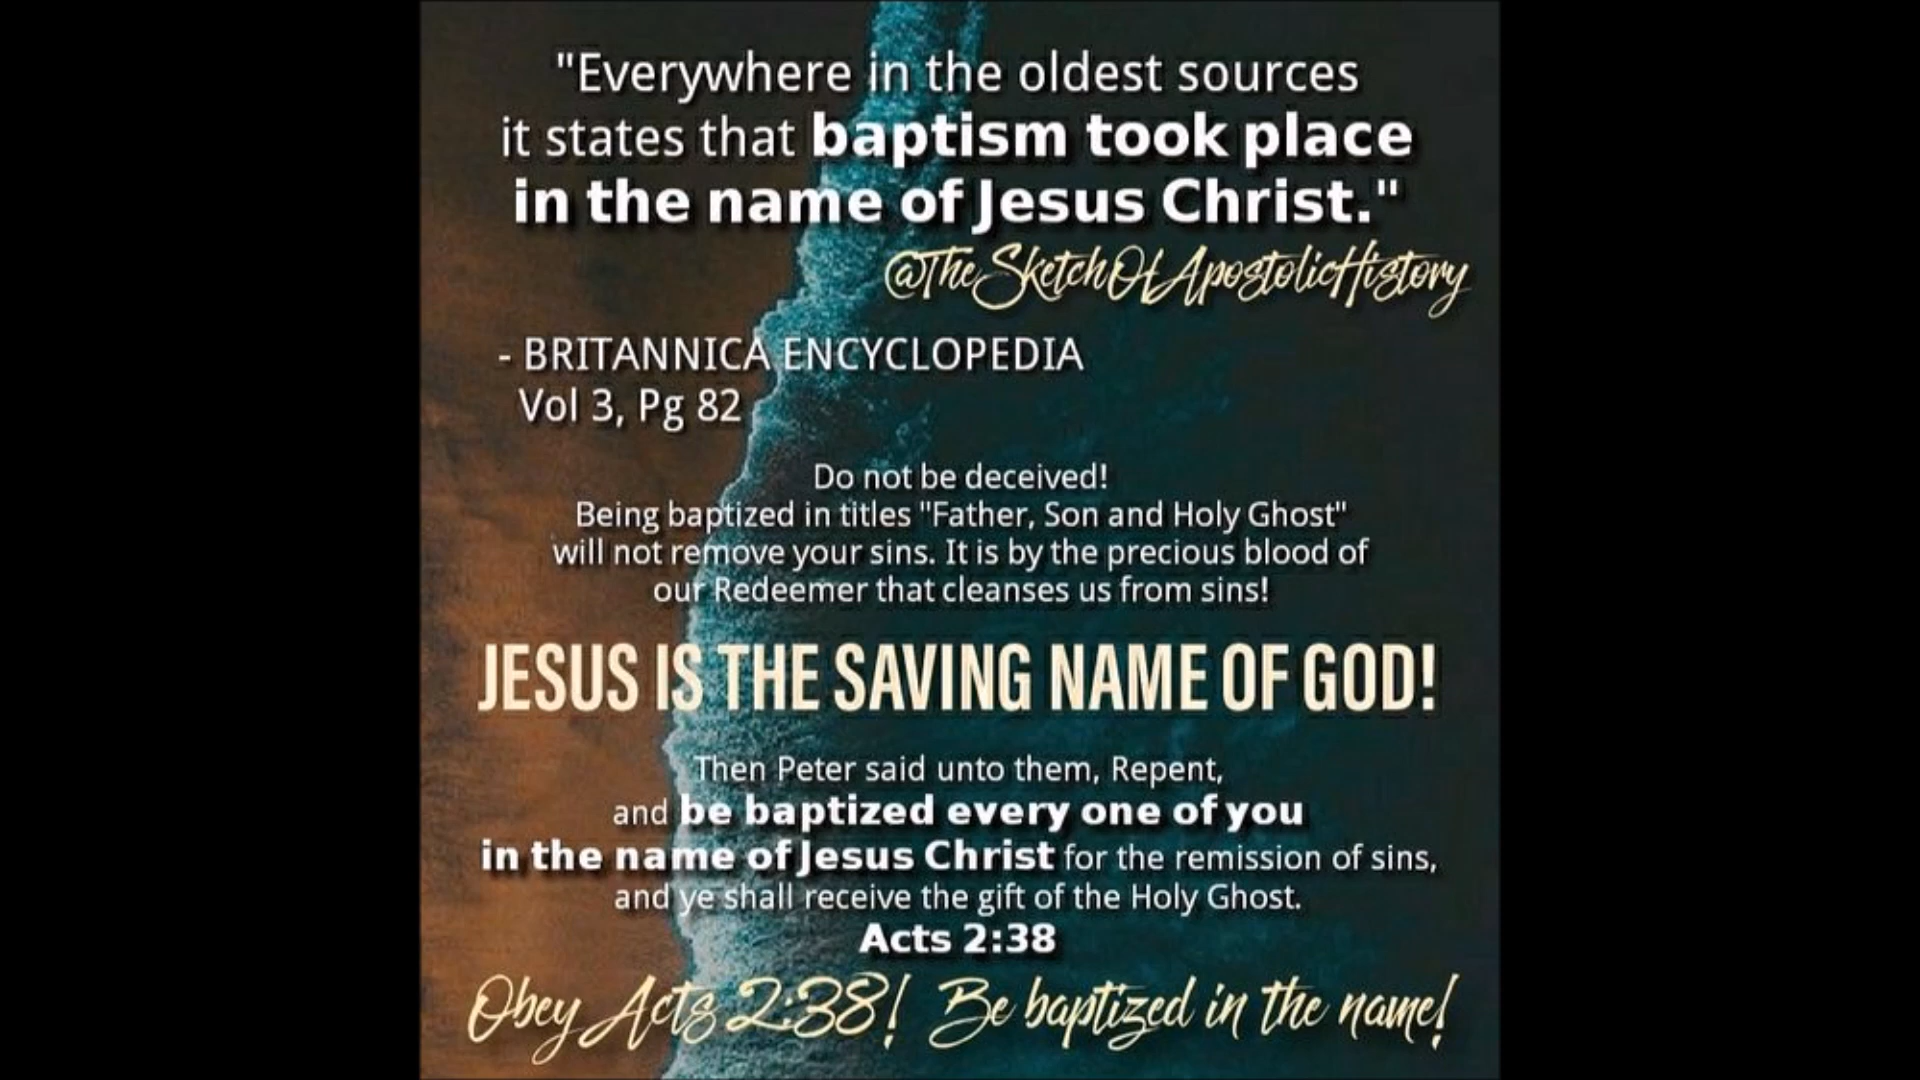 "Everywhere in the oldest sources
it states that baptism took place
in the name of Jesus Christ."
@TheSketchOfApostolicHistory
- BRITANNICA ENCYCLOPEDIA
Vol 3, Pg 82
Do not be deceived!
Being baptized in titles "Father, Son and Holy Ghost"
will not remove your sins. It is by the precious blood of
our Redeemer that cleanses us from sins!
JESUS IS THE SAVING NAME OF GOD!
Then Peter said unto them, Repent,
and be baptized every one of you
in the name of Jesus Christ for the remission of sins,
and ye shall receive the gift of the Holy Ghost.
Acts 2:38
Obey Acts 2:38! Be baptized in the name!